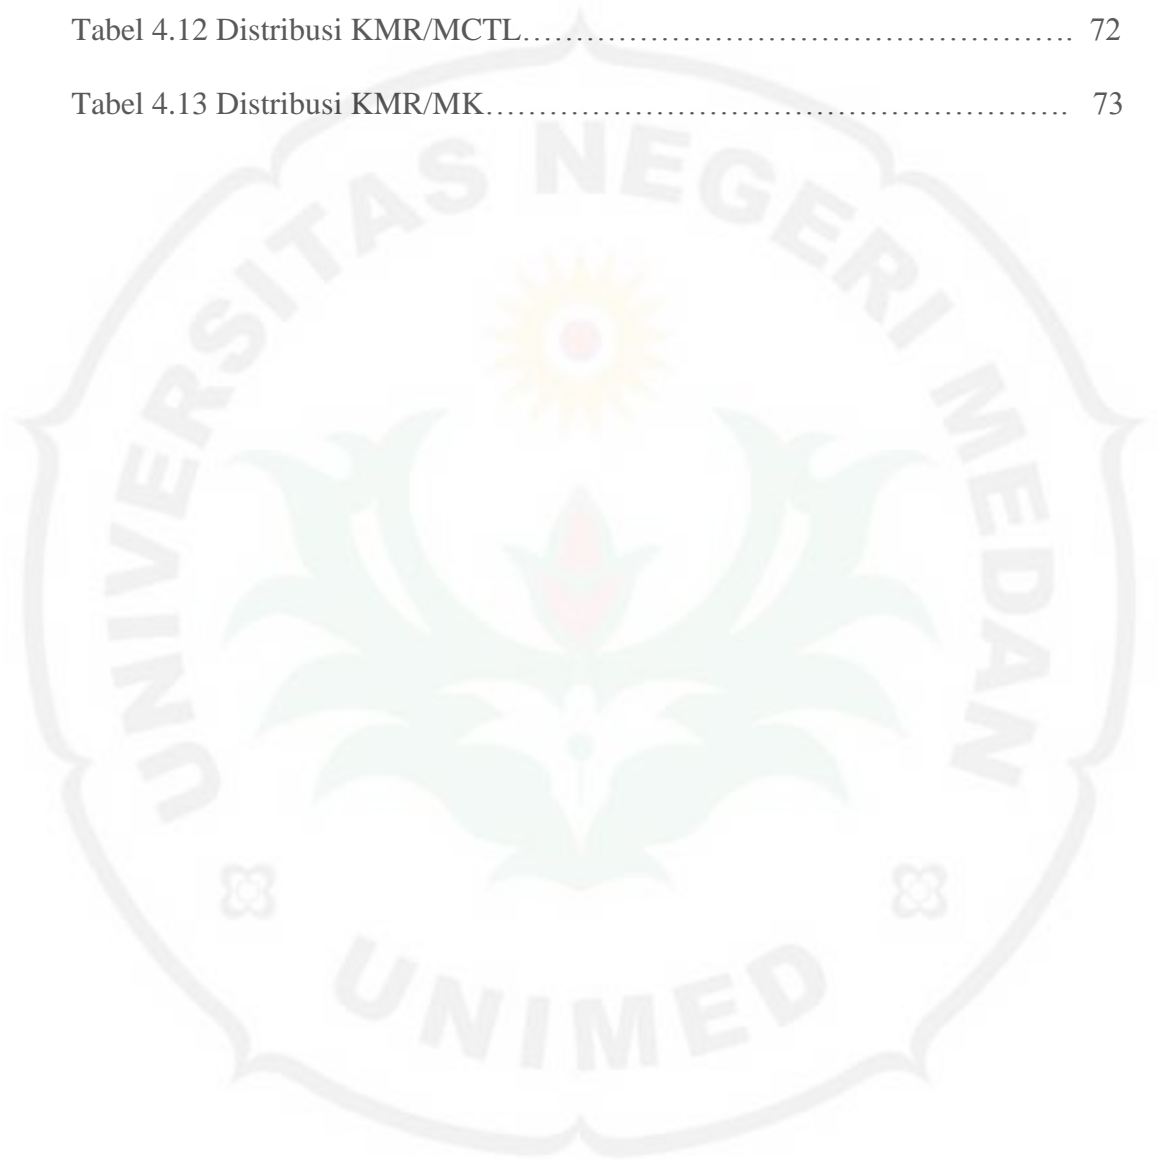 Tabel 4.12 Distribusi KMR/MCTL……………………………………………. 72
Tabel 4.13 Distribusi KMR/MK………………………………………………. 73
UNIVERSITAS NEGERI MEDAN
UNIMED